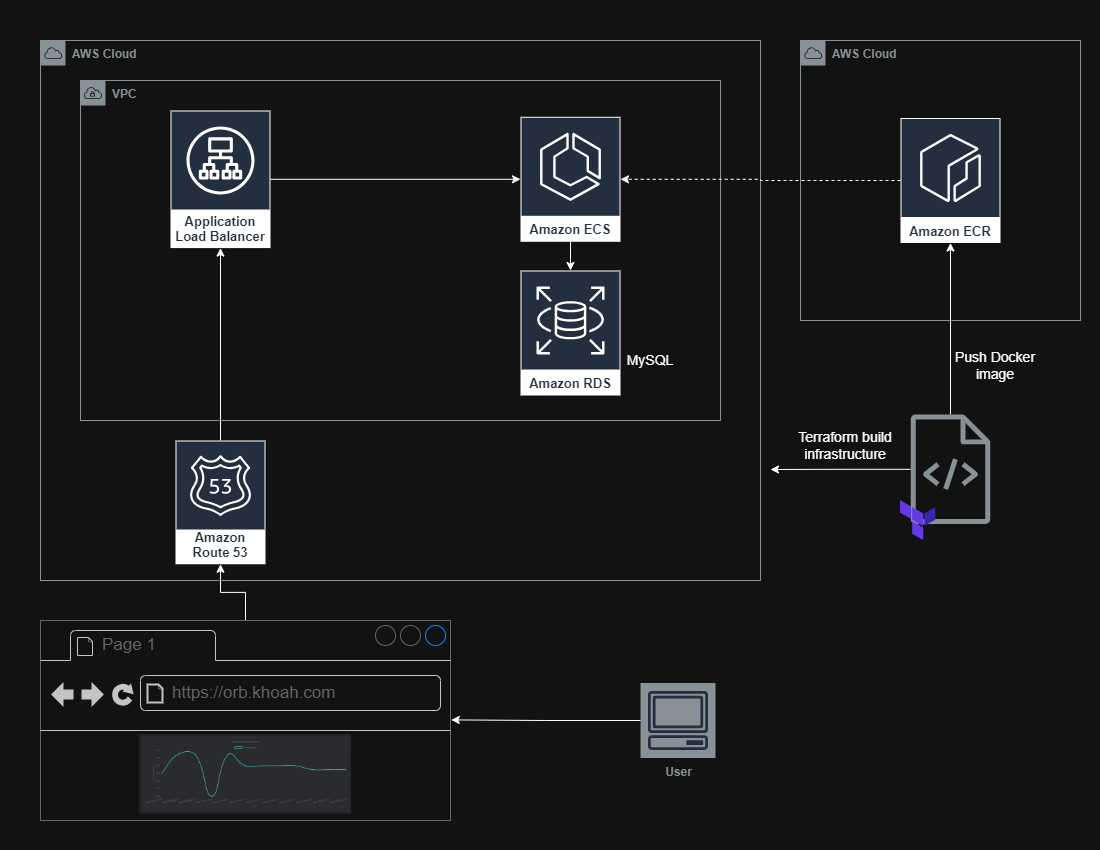 AWS Cloud
AWS Cloud
VPC
Application
Load Balancer
Amazon ECS
Amazon ECR
Amazon RDS
MySQL
Push Docker
image
Terraform build
infrastructure
</>
53
Amazon
Route 53
Page 1
https://orb.khoah.com
User